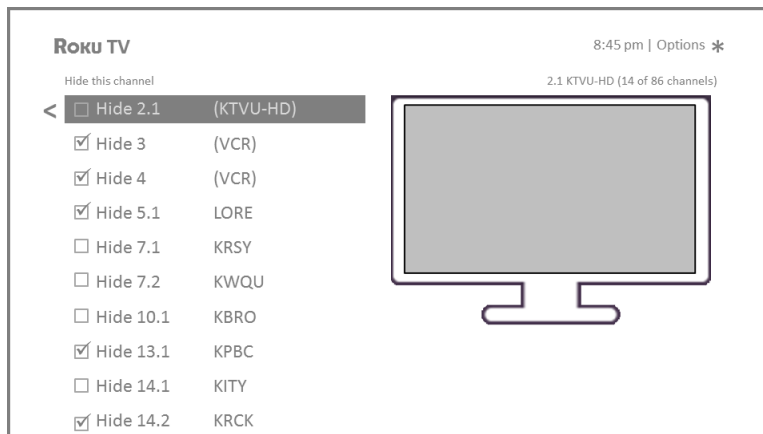 Roku TV
8:45 pm | Options *
Hide this channel
2.1 KTVU-HD (14 of 86 channels)
< Hide 2.1 (KTVU-HD)
Hide 3 (VCR)
Hide 4 (VCR)
Hide 5.1 LORE
Hide 7.1 KRSY
Hide 7.2 KWQU
Hide 10.1 KBRO
Hide 13.1 KPBC
Hide 14.1 KITY
Hide 14.2 KRCK